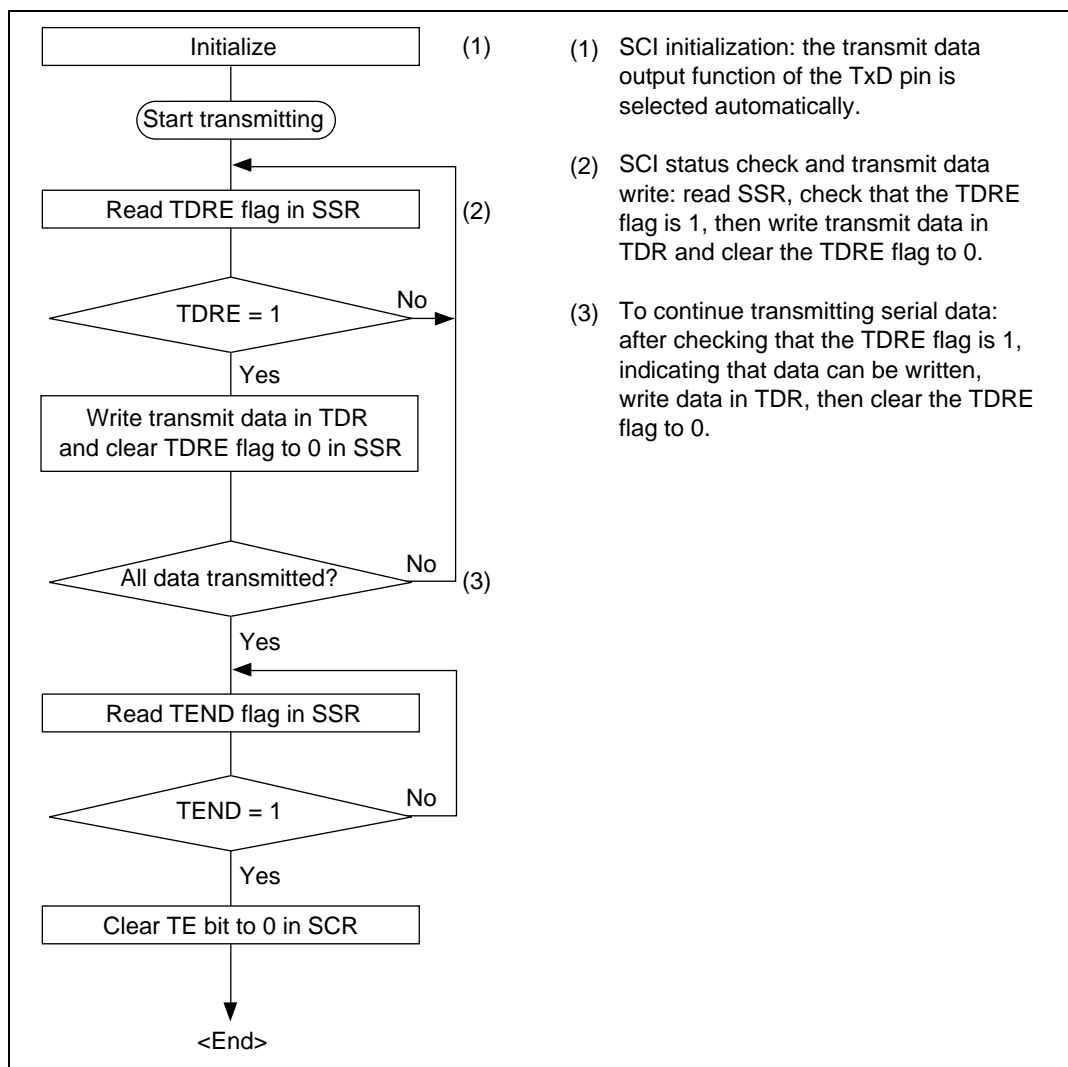 Initialize
(1)
Start transmitting
Read TDRE flag in SSR
(2)
TDRE = 1
No
Yes
Write transmit data in TDR
and clear TDRE flag to 0 in SSR
All data transmitted?
No
(3)
Yes
Read TEND flag in SSR
TEND = 1
No
Yes
Clear TE bit to 0 in SCR
<End>
(1) SCI initialization: the transmit data
output function of the TxD pin is
selected automatically.
(2) SCI status check and transmit data
write: read SSR, check that the TDRE
flag is 1, then write transmit data in
TDR and clear the TDRE flag to 0.
(3) To continue transmitting serial data:
after checking that the TDRE flag is 1,
indicating that data can be written,
write data in TDR, then clear the TDRE
flag to 0.